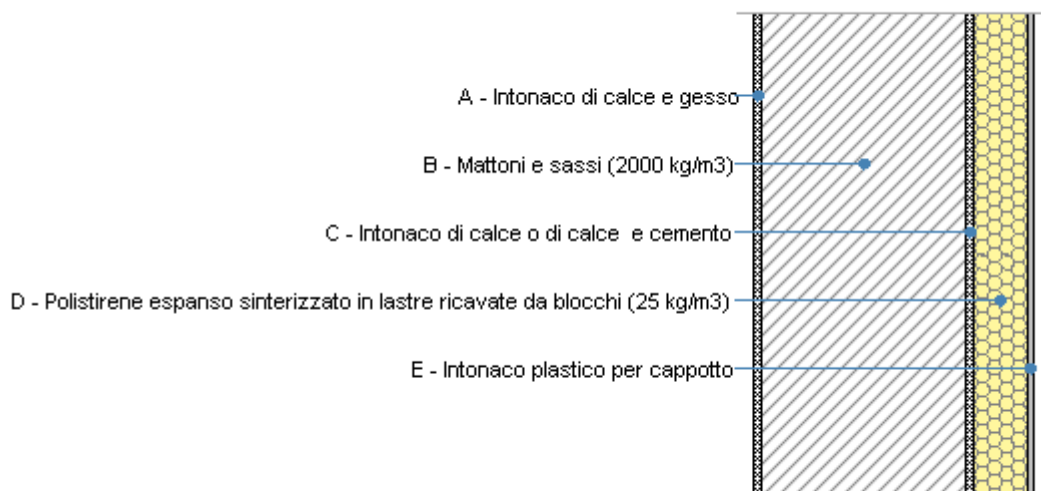 A - Intonaco di calce e gesso
B - Mattoni e sassi (2000 kg/m3)
C - Intonaco di calce o di calce  e cemento
D - Polistirene espanso sinterizzato in lastre ricavate da blocchi (25 kg/m3)
E - Intonaco plastico per cappotto